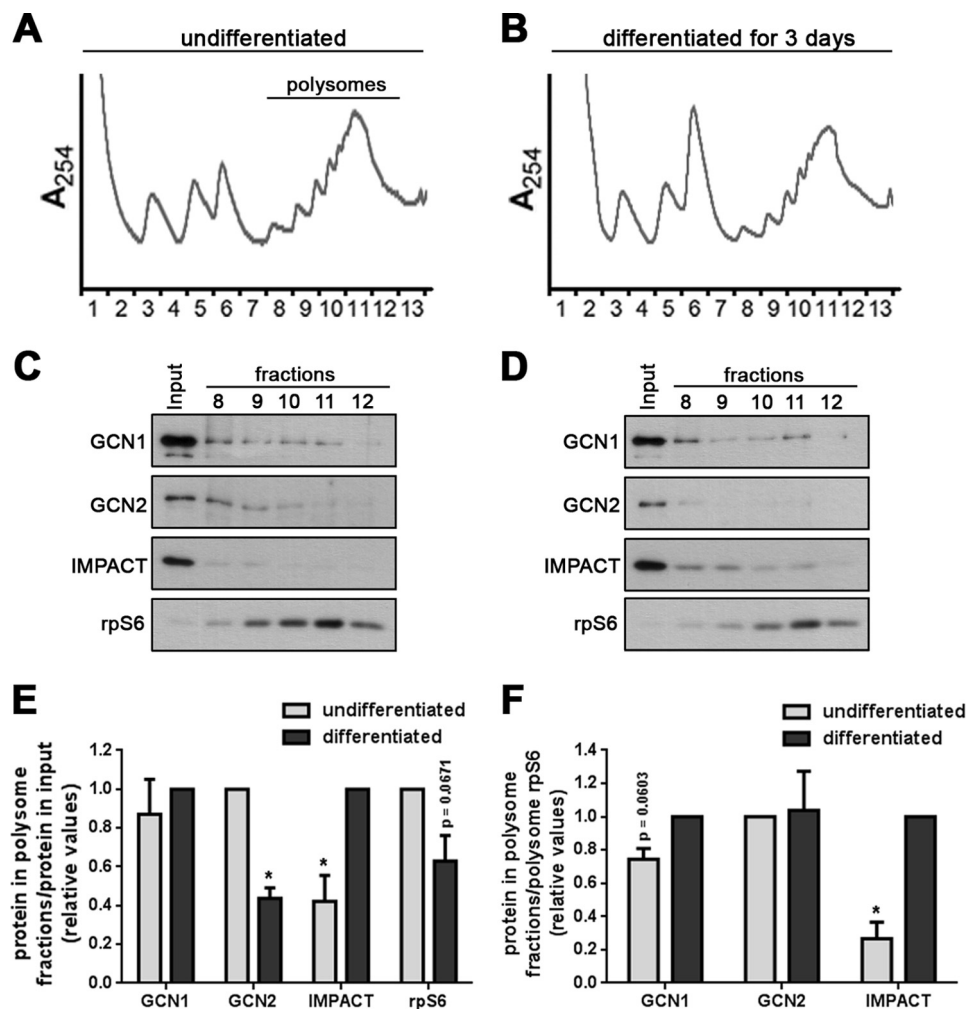 A
undifferentiated
polysomes
A254
1 2 3 4 5 6 7 8 9 10 11 12 13
B
differentiated for 3 days
A254
1 2 3 4 5 6 7 8 9 10 11 12 13
C
Input
fractions
8 9 10 11 12
GCN1
GCN2
IMPACT
rpS6
D
Input
fractions
8 9 10 11 12
GCN1
GCN2
IMPACT
rpS6
E
undifferentiated
differentiated
protein in polysome
fractions/protein in input
(relative values)
1.2
1.0
0.8
0.6
0.4
0.2
0.0
*
*
p = 0.0671
GCN1 GCN2 IMPACT rpS6
F
undifferentiated
differentiated
protein in polysome
fractions/polysome rpS6
(relative values)
1.4
1.2
1.0
0.8
0.6
0.4
0.2
0.0
p = 0.0603
*
GCN1 GCN2 IMPACT